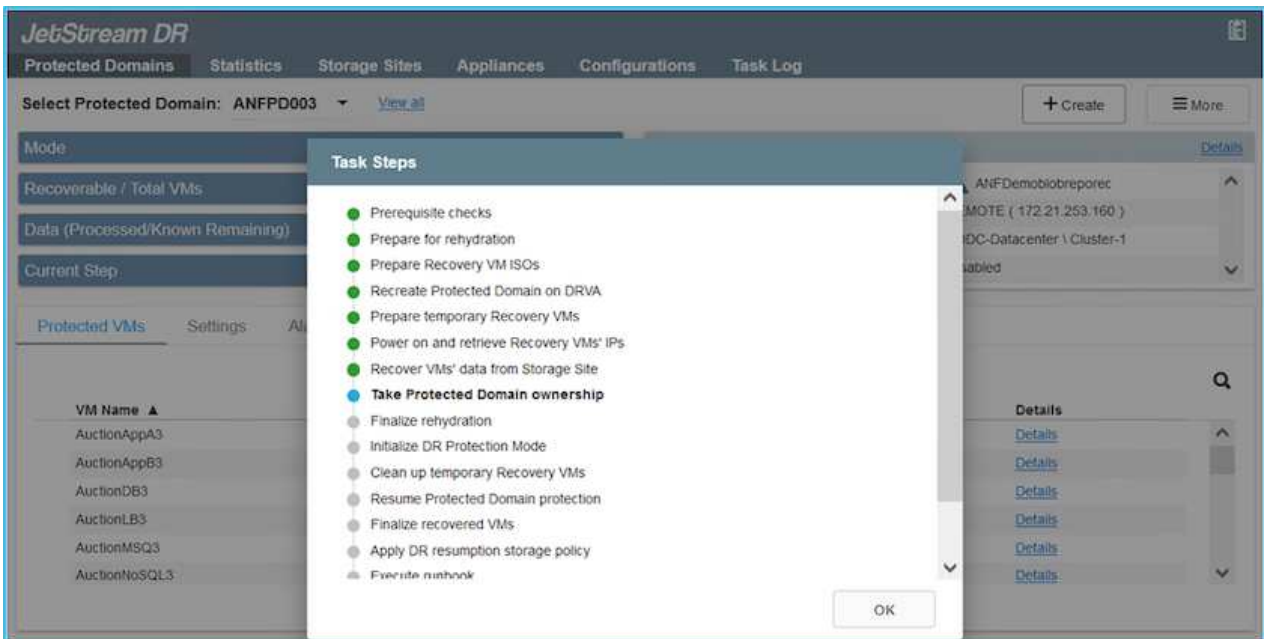 JetStream DR
Protected Domains Statistics Storage Sites Appliances Configurations Task Log
Select Protected Domain: ANFPD003 View all + Create More
Mode Details
Recoverable / Total VMs
Data (Processed/Known Remaining)
Current Step
ANFDemoblobreporec
MOTE ( 172.21.253.160 )
DC-Datacenter \ Cluster-1
abled
Task Steps
Prerequisite checks
Prepare for rehydration
Prepare Recovery VM ISOs
Recreate Protected Domain on DRVA
Prepare temporary Recovery VMs
Power on and retrieve Recovery VMs' IPs
Recover VMs' data from Storage Site
Take Protected Domain ownership
Finalize rehydration
Initialize DR Protection Mode
Clean up temporary Recovery VMs
Resume Protected Domain protection
Finalize recovered VMs
Apply DR resumption storage policy
Execute runbook
OK
Protected VMs Settings Ala
VM Name ▲ Details
AuctionAppA3 Details
AuctionAppB3 Details
AuctionDB3 Details
AuctionLB3 Details
AuctionMSQ3 Details
AuctionNoSQL3 Details